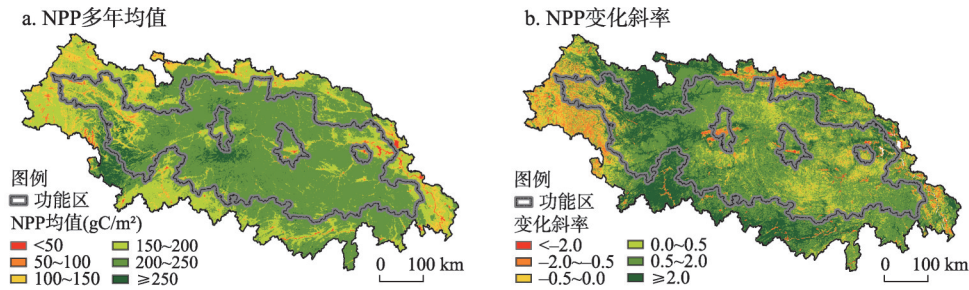 a. NPP多年均值
图例
功能区
NPP均值(gC/m²)
<50
50~100
100~150
150~200
200~250
≥250
0 100 km
b. NPP变化斜率
图例
功能区
变化斜率
<–2.0
–2.0~–0.5
–0.5~0.0
0.0~0.5
0.5~2.0
≥2.0
0 100 km